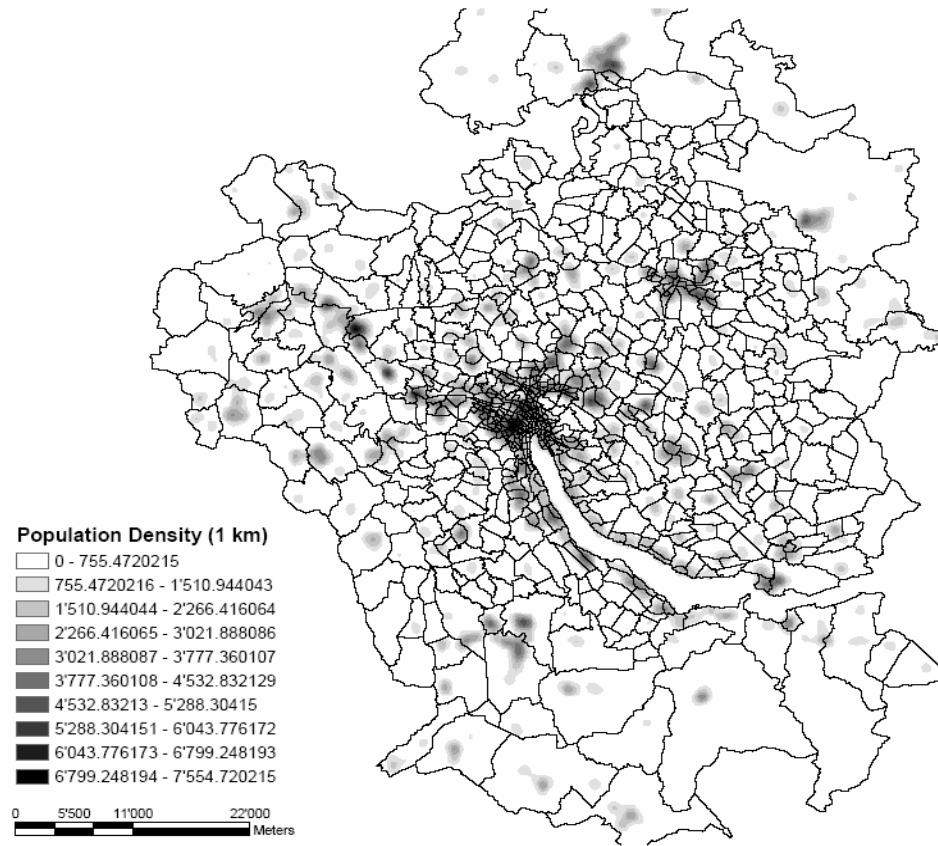 Population Density (1 km)
0 - 755.4720215
755.4720216 - 1'510.944043
1'510.944044 - 2'266.416064
2'266.416065 - 3'021.888086
3'021.888087 - 3'777.360107
3'777.360108 - 4'532.832129
4'532.83213 - 5'288.30415
5'288.304151 - 6'043.776172
6'043.776173 - 6'799.248193
6'799.248194 - 7'554.720215
0 5'500 11'000 22'000
Meters